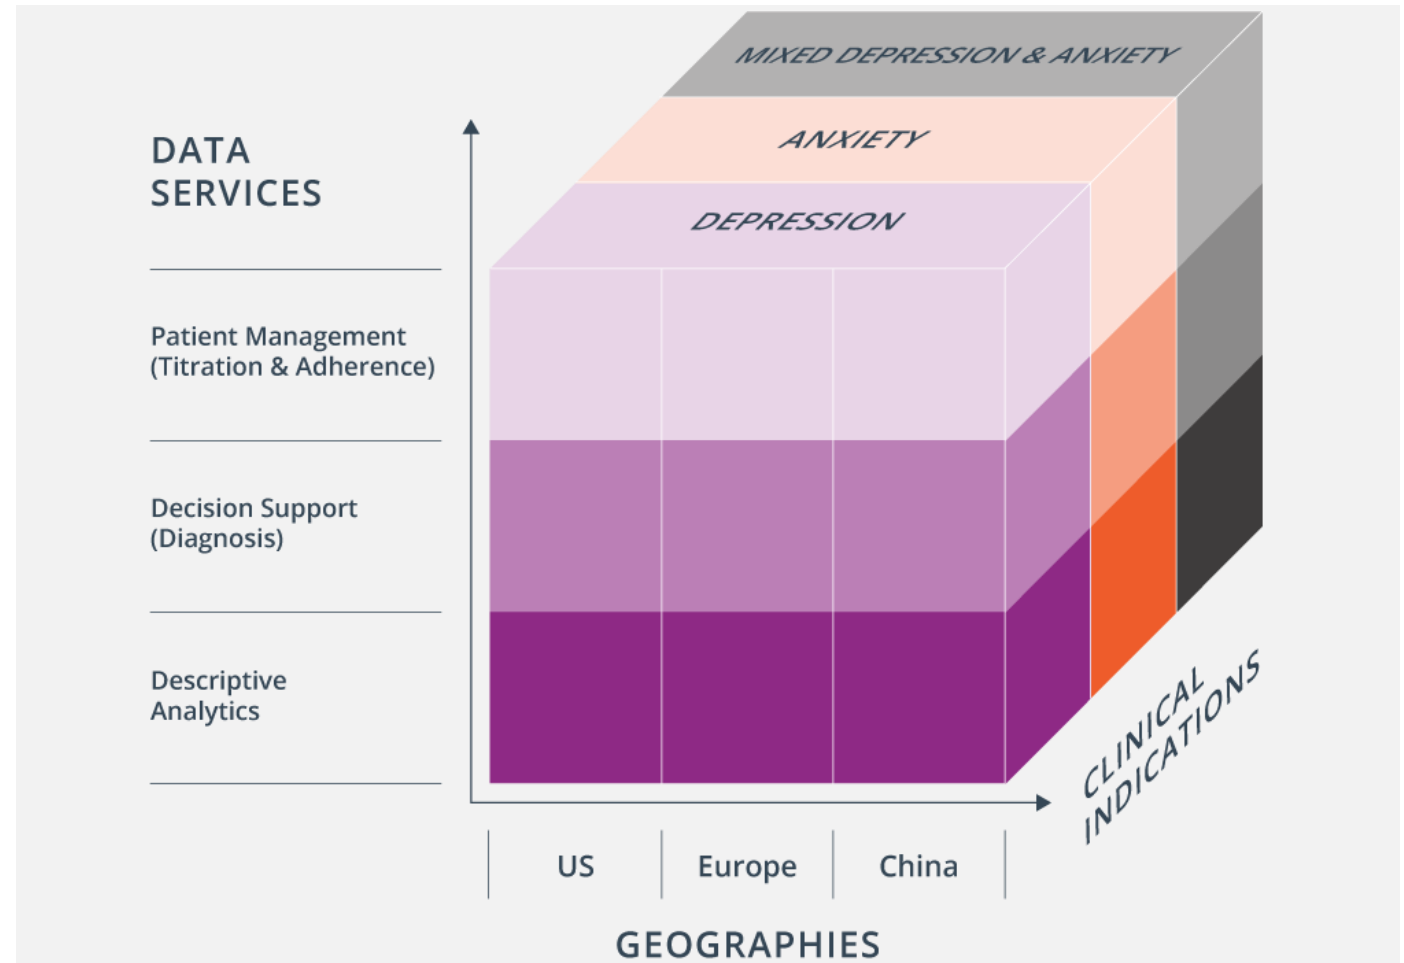 MIXED DEPRESSION & ANXIETY
ANXIETY
DEPRESSION
DATA
SERVICES
Patient Management
(Titration & Adherence)
Decision Support
(Diagnosis)
Descriptive
Analytics
CLINICAL
INDICATIONS
US
Europe
China
GEOGRAPHIES